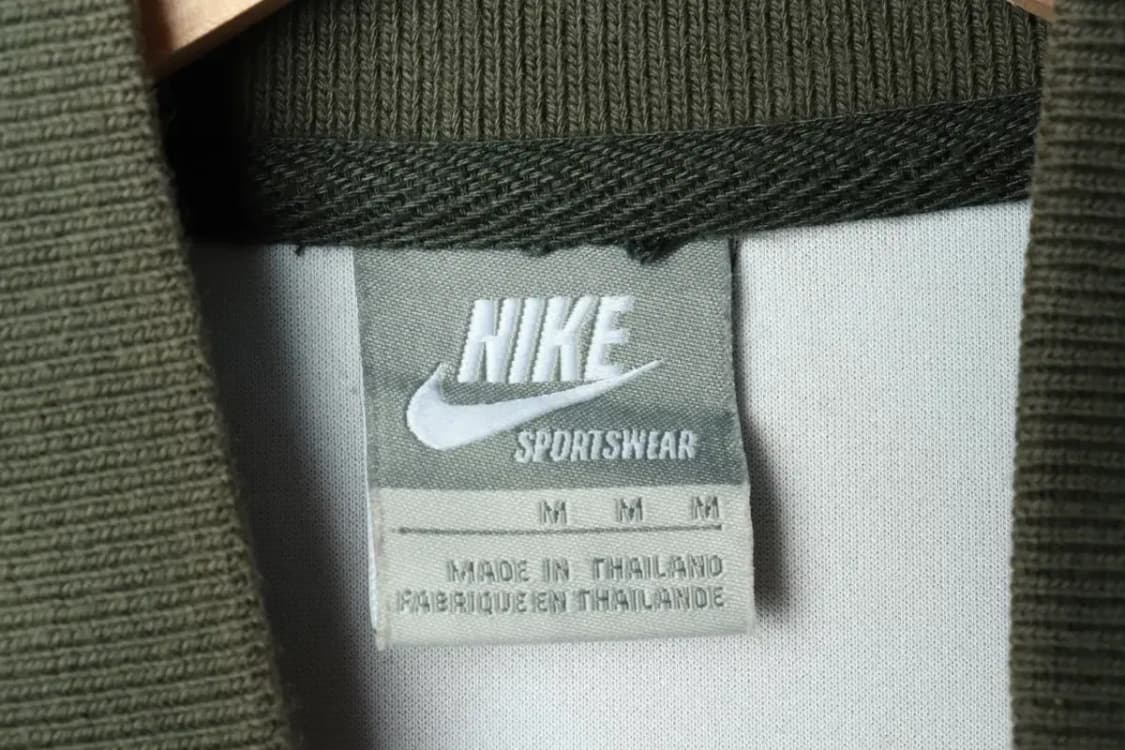 NIKE
SPORTSWEAR
M M M
MADE IN THAILAND
FABRIQUE EN THAILANDE